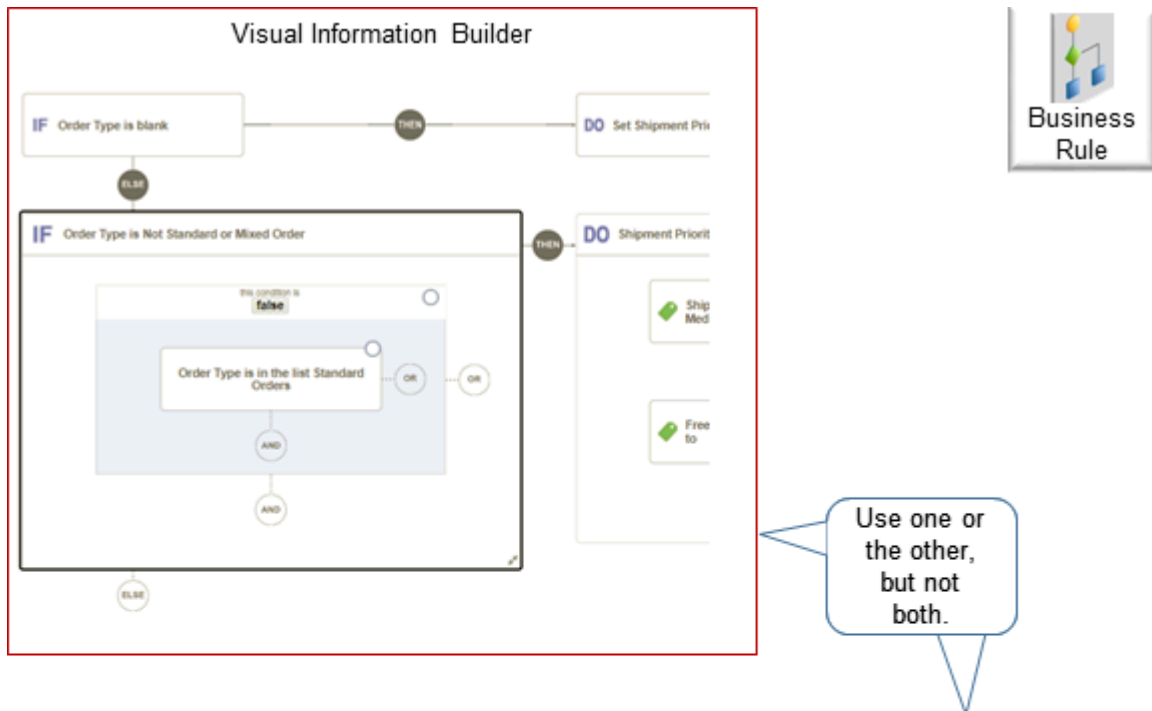 Visual Information Builder
Business
Rule
IF Order Type is blank
THEN
DO Set Shipment Pri
ELSE
IF Order Type is Not Standard or Mixed Order
THEN
DO Shipment Priorit
this condition is
false
Ship
Med
Order Type is in the list Standard
Orders
OR
OR
Free
to
AND
AND
ELSE
Use one or
the other,
but not
both.